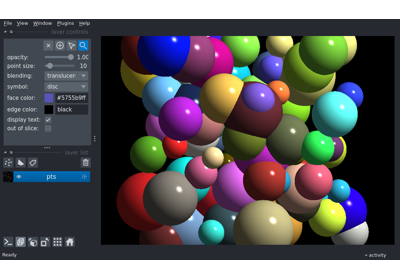 File View Window Plugins Help
layer controls
opacity: 1.00
point size: 10
blending: translucen
symbol: disc
face color: #5755b9ff
edge color: black
display text:
out of slice:
layer list
pts
Ready
activity